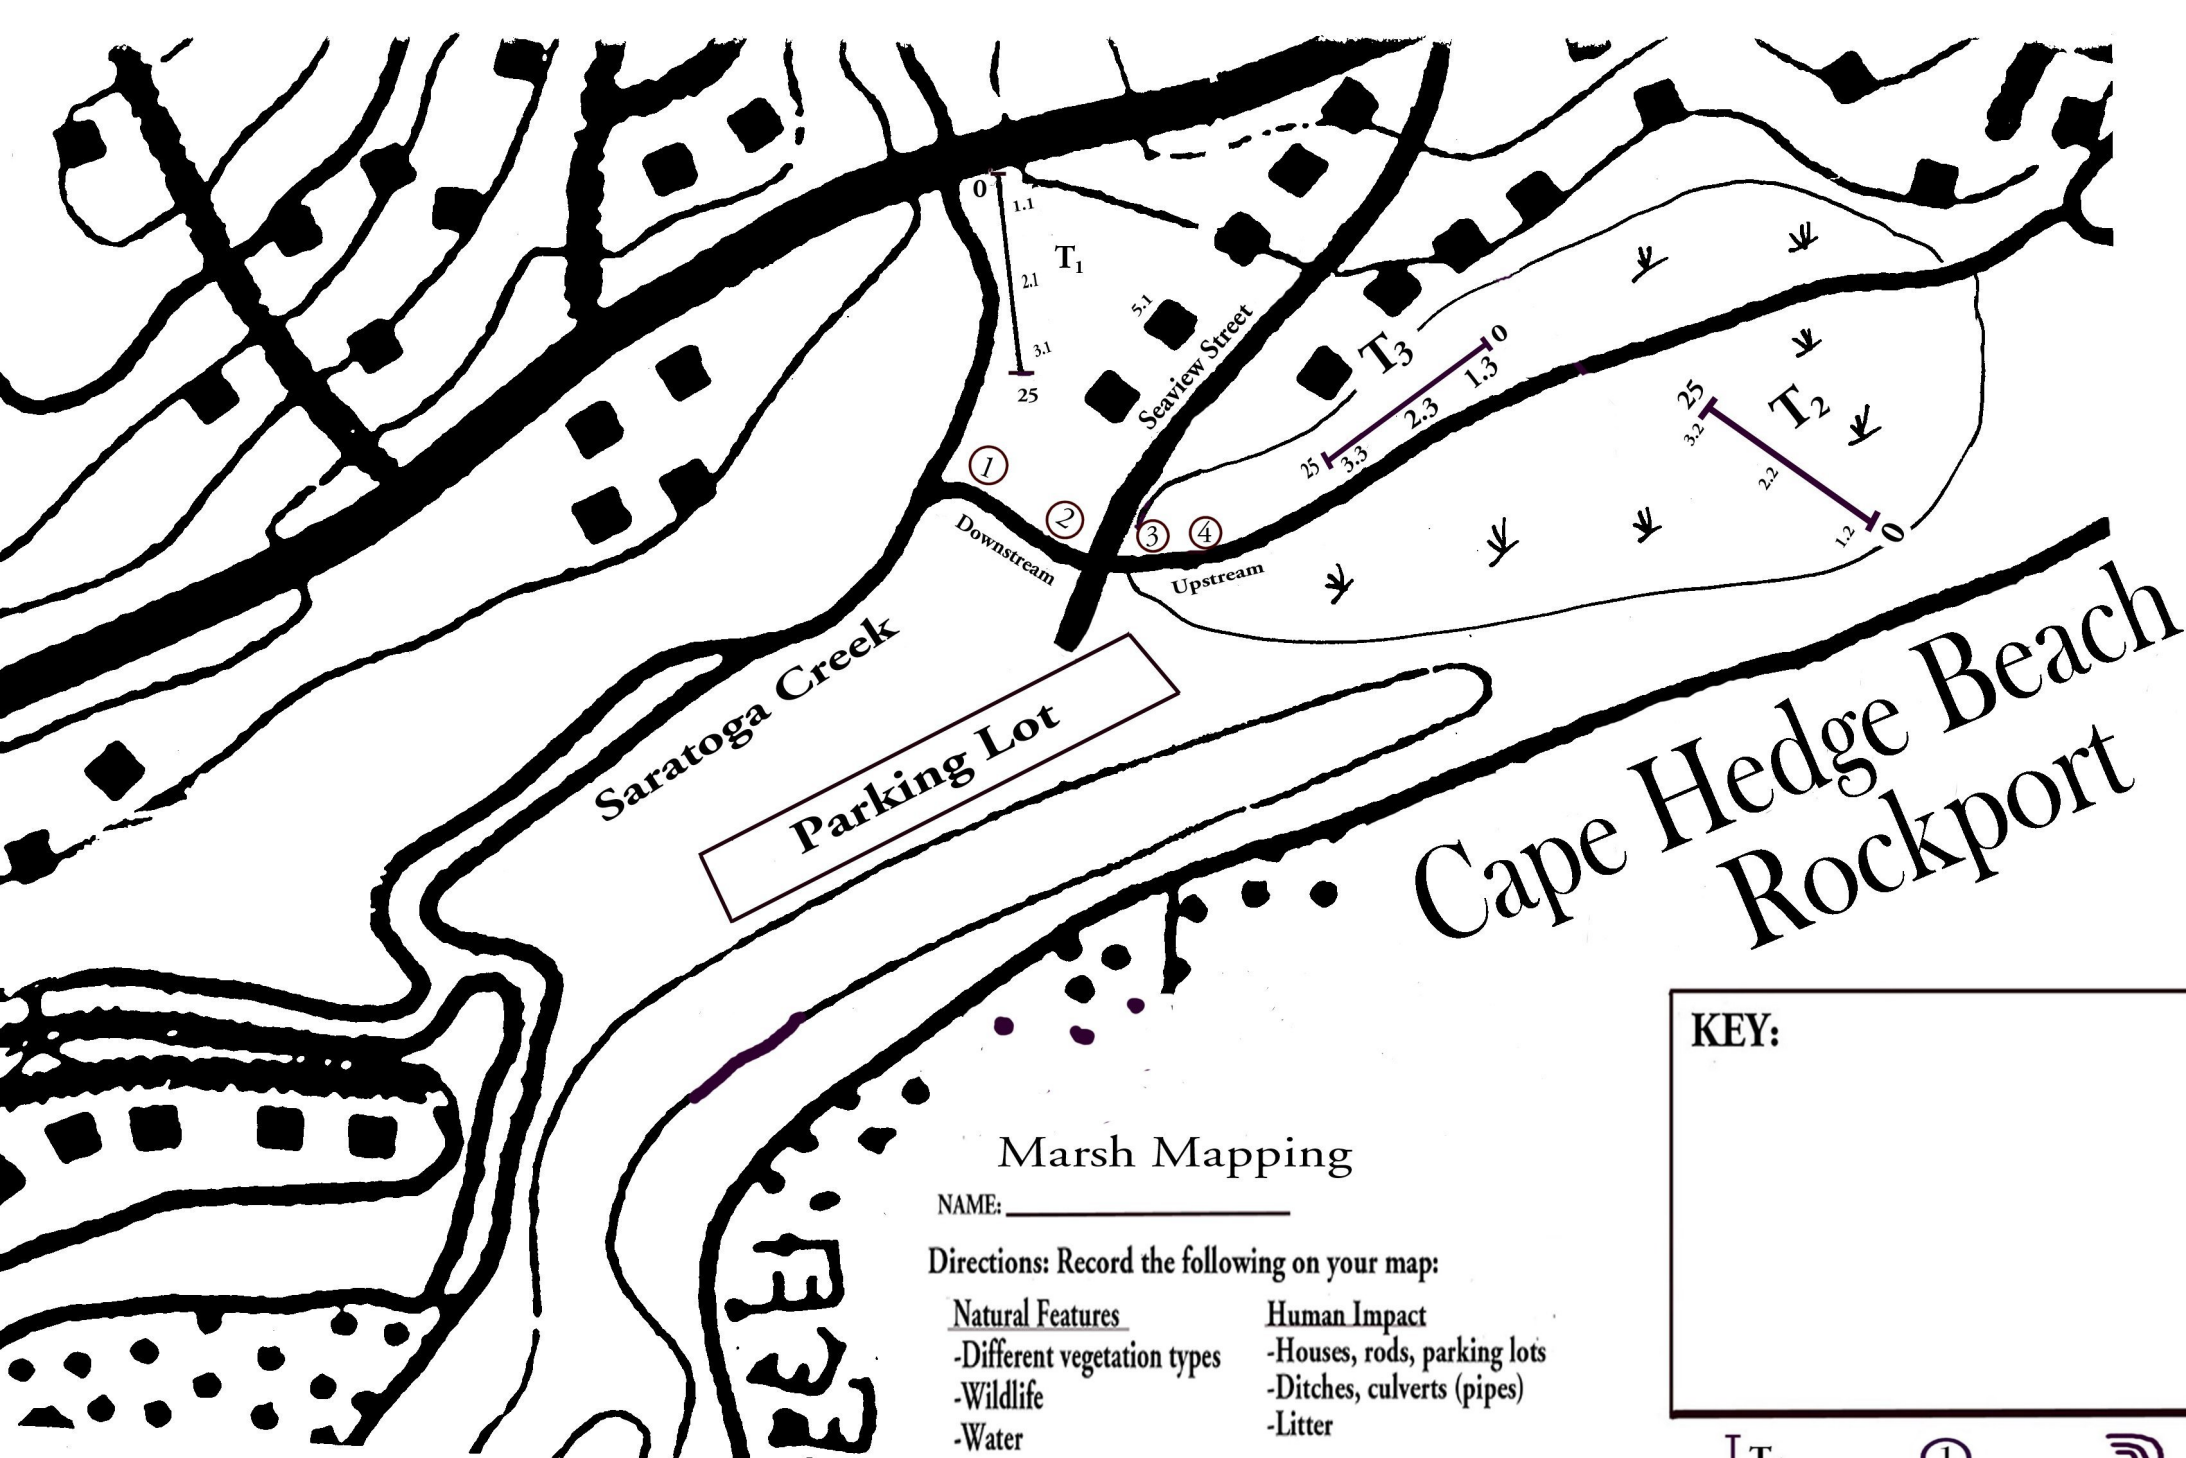 0
1.1
T1
2.1
3.1
25
5.1
Seaview Street
T3
0
1.3
2.3
3.3
25
25
3.2
T2
2.2
1.2
0
1
2
3
4
Downstream
Upstream
Saratoga Creek
Parking Lot
Cape Hedge Beach
Rockport
KEY:
Marsh Mapping
NAME:
Directions: Record the following on your map:
Natural Features
-Different vegetation types
-Wildlife
-Water
Human Impact
-Houses, rods, parking lots
-Ditches, culverts (pipes)
-Litter
1